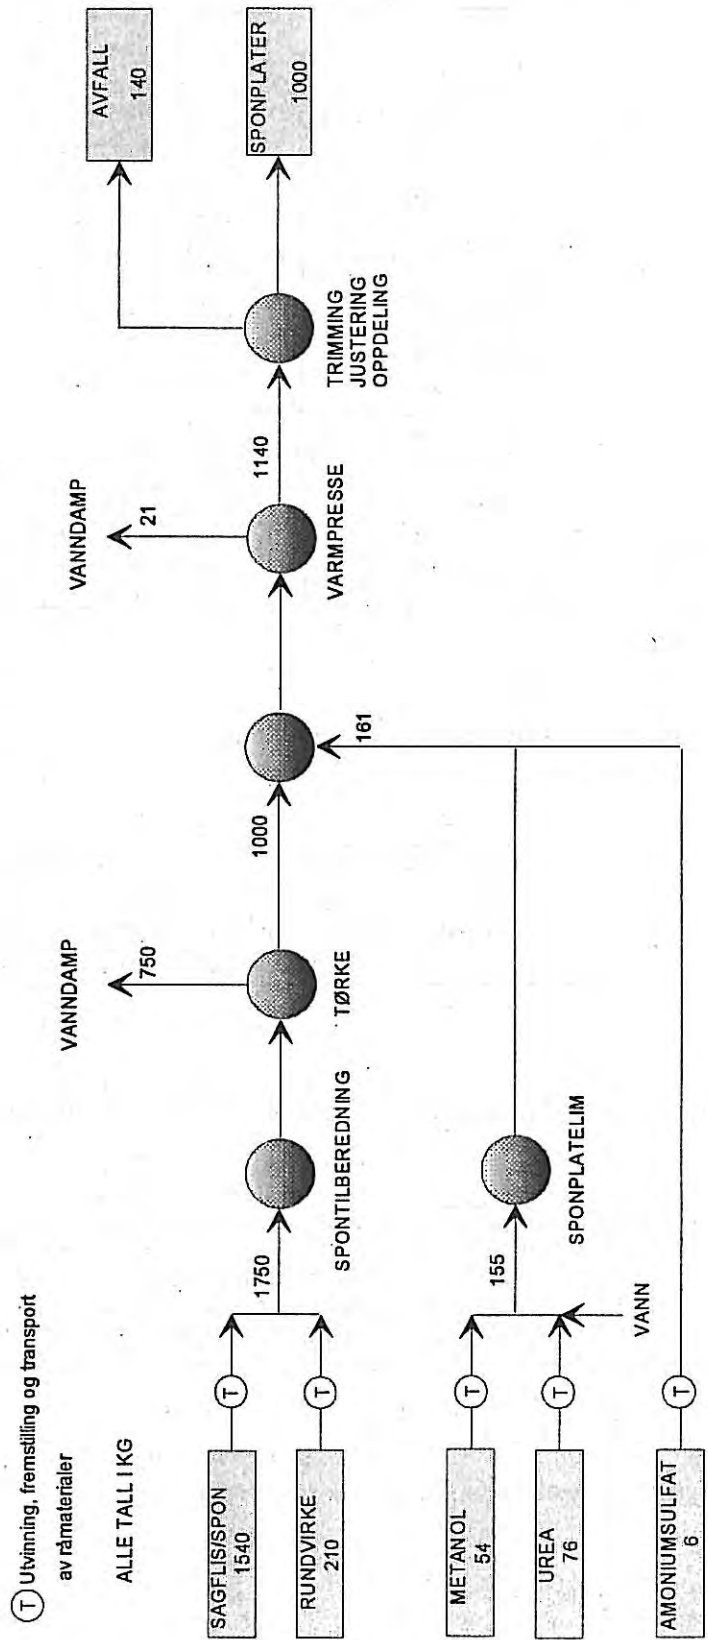 Ⓣ Utvinning, fremstilling og transport
av råmaterialer
ALLE TALL I KG
SAGFLIS/SPON
1540
T
RUNDVIRKE
210
T
1750
SPONTILBEREDNING
VANNDAMP
750
TØRKE
1000
METANOL
54
T
UREA
76
T
VANN
155
SPONPLATELIM
AMONIUMSULFAT
6
T
161
VANNDAMP
21
VARMPRESSE
1140
TRIMMING
JUSTERING
OPPDELING
AVFALL
140
SPONPLATER
1000